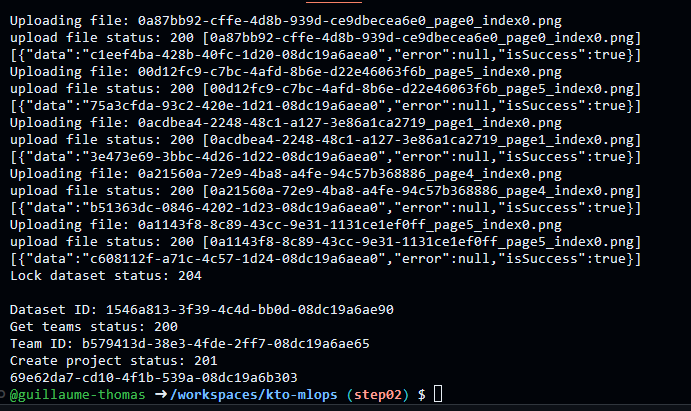 Uploading file: 0a87bb92-cffe-4d8b-939d-ce9dbecea6e0_page0_index0.png
upload file status: 200 [0a87bb92-cffe-4d8b-939d-ce9dbecea6e0_page0_index0.png]
[{"data":"c1eef4ba-428b-40fc-1d20-08dc19a6aea0","error":null,"isSuccess":true}]
Uploading file: 00d12fc9-c7bc-4afd-8b6e-d22e46063f6b_page5_index0.png
upload file status: 200 [00d12fc9-c7bc-4afd-8b6e-d22e46063f6b_page5_index0.png]
[{"data":"75a3cfda-93c2-420e-1d21-08dc19a6aea0","error":null,"isSuccess":true}]
Uploading file: 0acdbea4-2248-48c1-a127-3e86a1ca2719_page1_index0.png
upload file status: 200 [0acdbea4-2248-48c1-a127-3e86a1ca2719_page1_index0.png]
[{"data":"3e473e69-3bbc-4d26-1d22-08dc19a6aea0","error":null,"isSuccess":true}]
Uploading file: 0a21560a-72e9-4ba8-a4fe-94c57b368886_page4_index0.png
upload file status: 200 [0a21560a-72e9-4ba8-a4fe-94c57b368886_page4_index0.png]
[{"data":"b51363dc-0846-4202-1d23-08dc19a6aea0","error":null,"isSuccess":true}]
Uploading file: 0a1143f8-8c89-43cc-9e31-1131ce1ef0ff_page5_index0.png
upload file status: 200 [0a1143f8-8c89-43cc-9e31-1131ce1ef0ff_page5_index0.png]
[{"data":"c608112f-a71c-4c57-1d24-08dc19a6aea0","error":null,"isSuccess":true}]
Lock dataset status: 204
Dataset ID: 1546a813-3f39-4c4d-bb0d-08dc19a6ae90
Get teams status: 200
Team ID: b579413d-38e3-4fde-2ff7-08dc19a6ae65
Create project status: 201
69e62da7-cd10-4f1b-539a-08dc19a6b303
@guillaume-thomas ➜ /workspaces/kto-mlops (step02) $